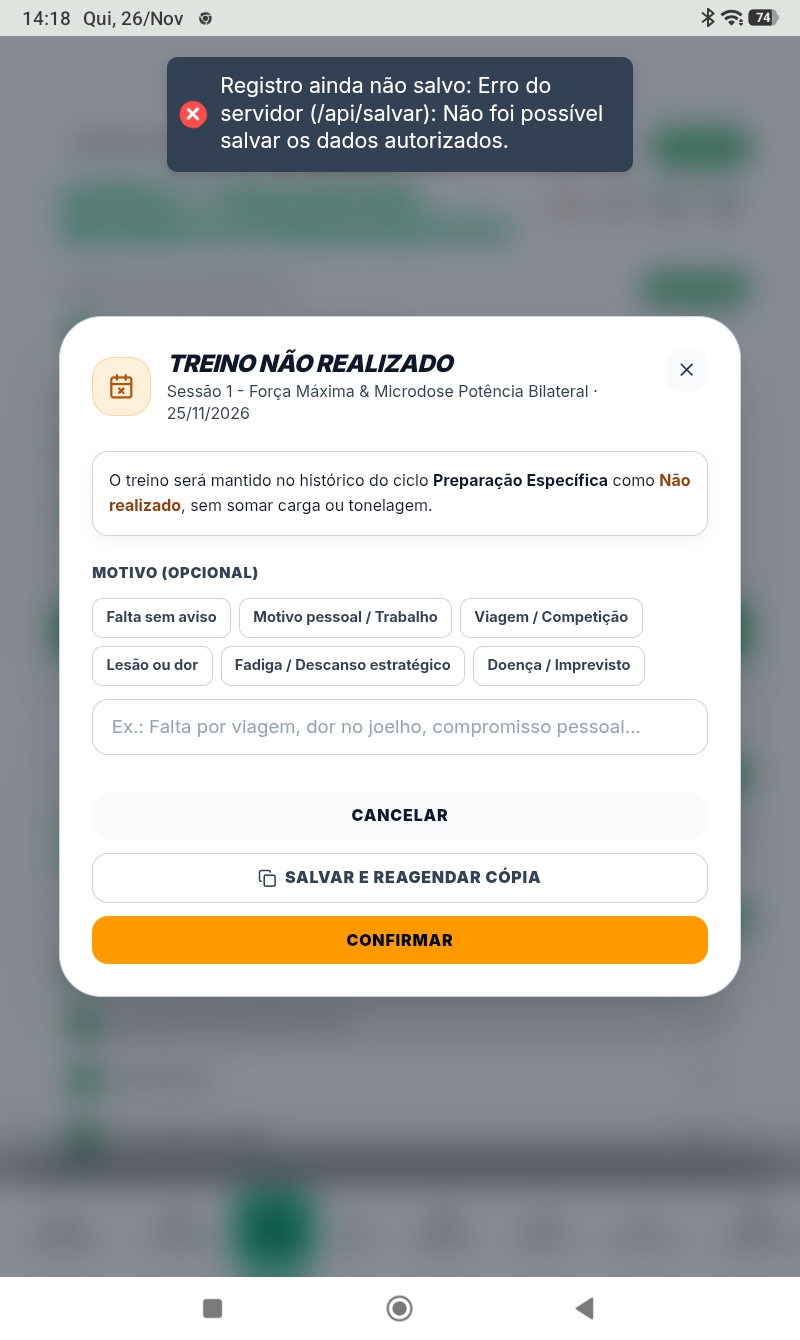 14:18 Qui, 26/Nov
74
Registro ainda não salvo: Erro do
servidor (/api/salvar): Não foi possível
salvar os dados autorizados.
TREINO NÃO REALIZADO
Sessão 1 - Força Máxima & Microdose Potência Bilateral ·
25/11/2026
O treino será mantido no histórico do ciclo Preparação Específica como Não
realizado, sem somar carga ou tonelagem.
MOTIVO (OPCIONAL)
Falta sem aviso
Motivo pessoal / Trabalho
Viagem / Competição
Lesão ou dor
Fadiga / Descanso estratégico
Doença / Imprevisto
Ex.: Falta por viagem, dor no joelho, compromisso pessoal...
CANCELAR
SALVAR E REAGENDAR CÓPIA
CONFIRMAR